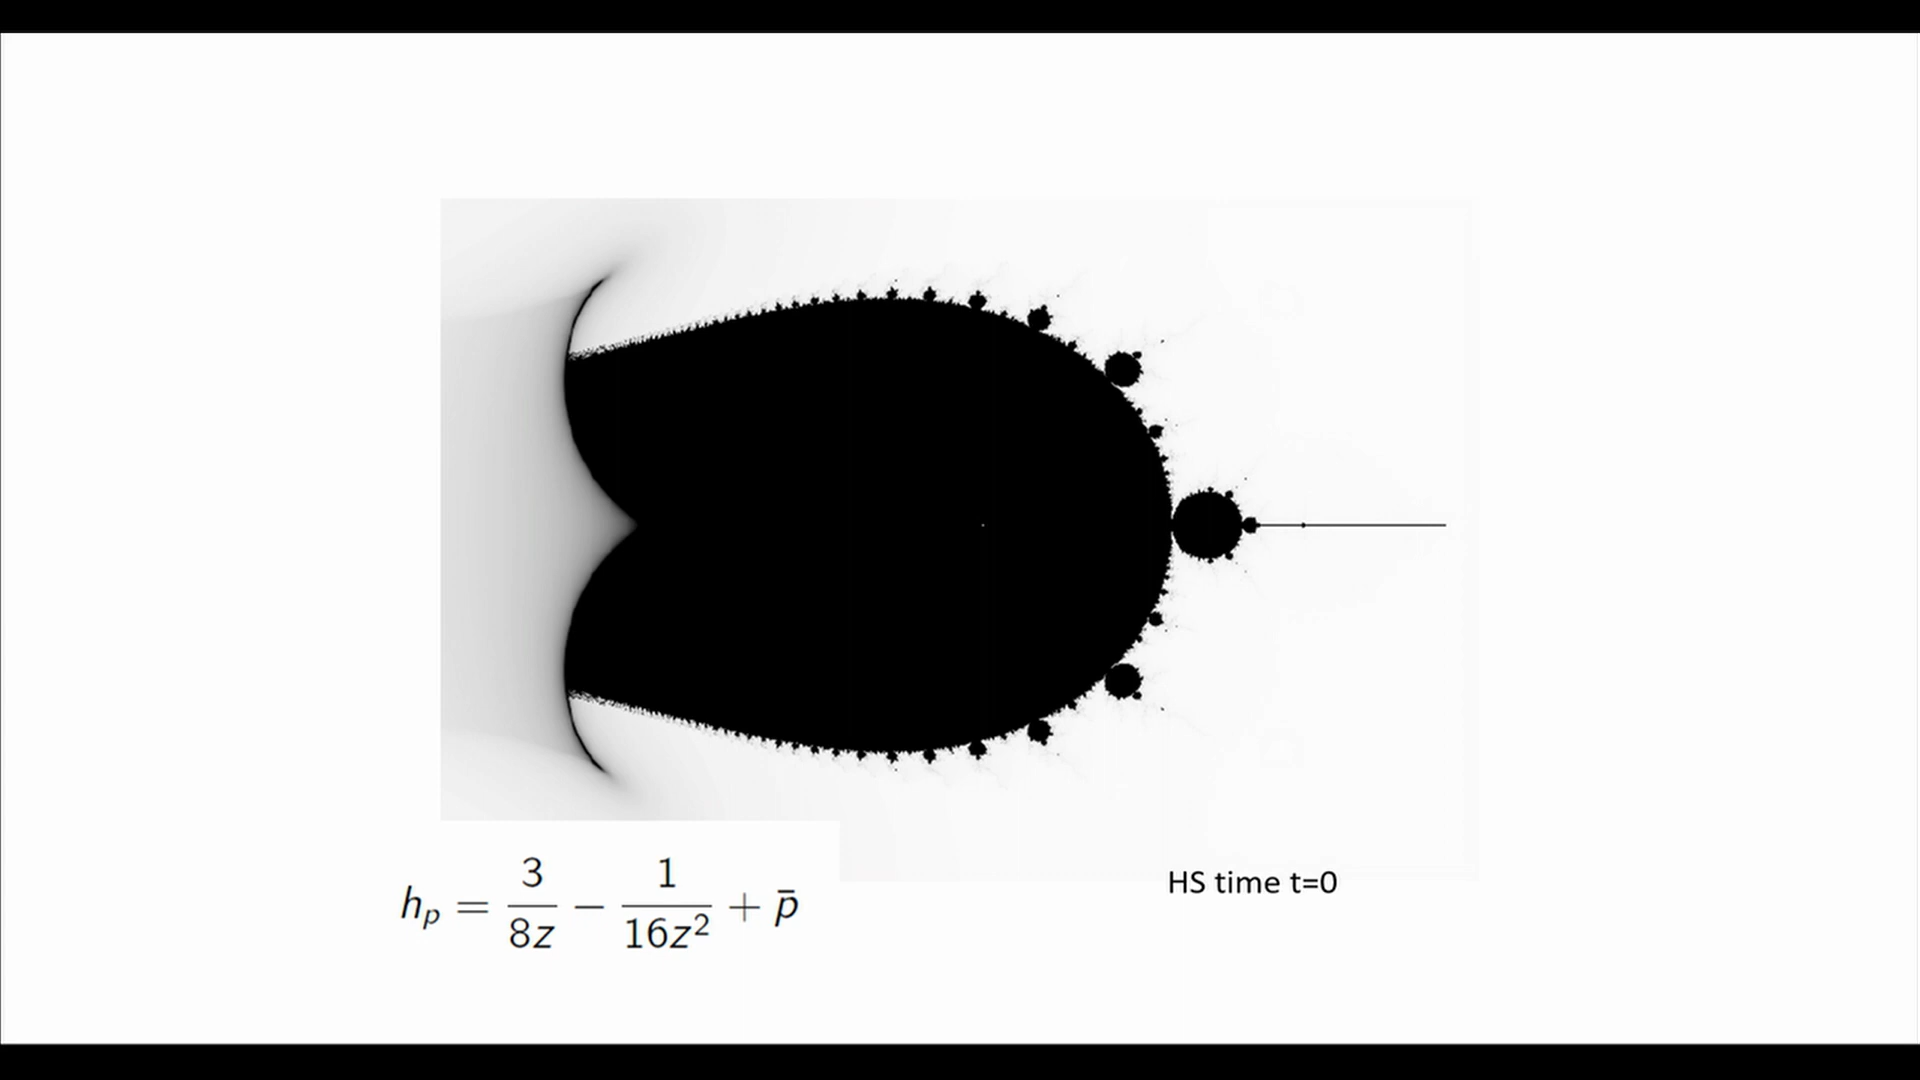 h_p = 3/(8z) − 1/(16z²) + p̄
HS time t=0